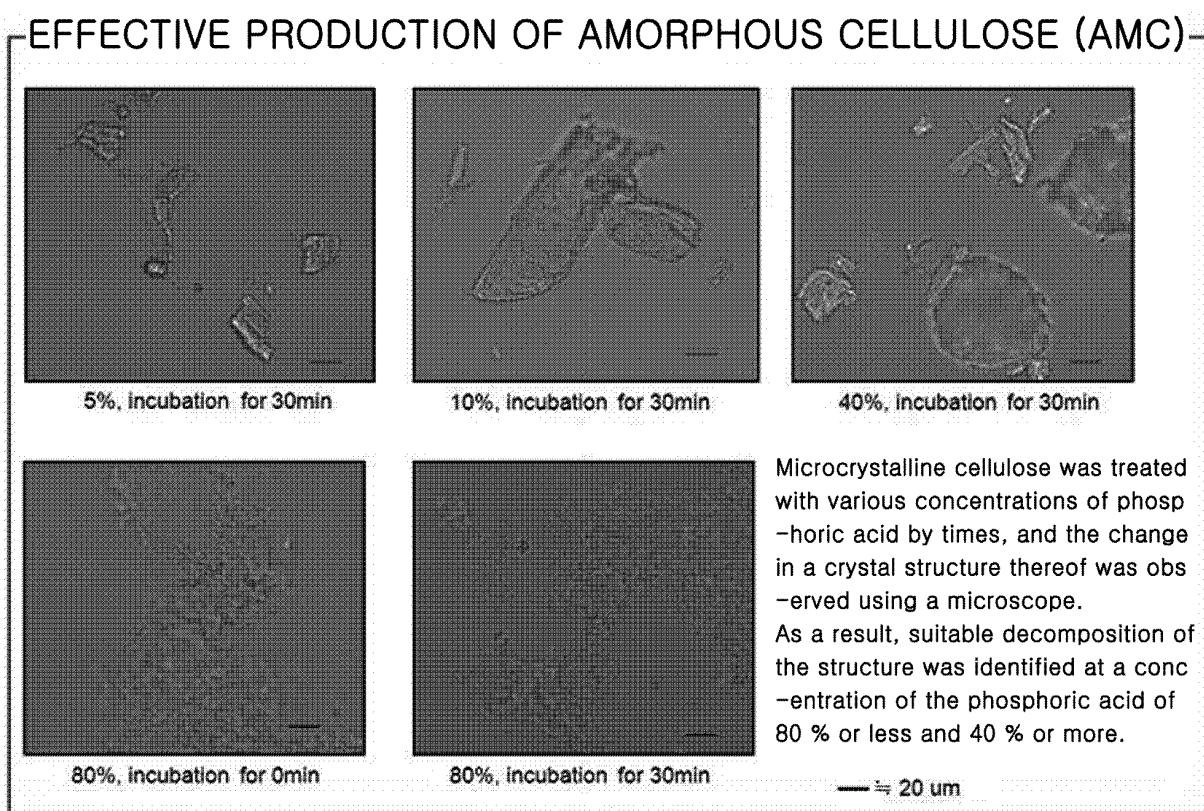 EFFECTIVE PRODUCTION OF AMORPHOUS CELLULOSE (AMC)
5%, incubation for 30min
10%, incubation for 30min
40%, incubation for 30min
80%, incubation for 0min
80%, incubation for 30min
Microcrystalline cellulose was treated
with various concentrations of phosp
-horic acid by times, and the change
in a crystal structure thereof was obs
-erved using a microscope.
As a result, suitable decomposition of
the structure was identified at a conc
-entration of the phosphoric acid of
80 % or less and 40 % or more.
≒ 20 um